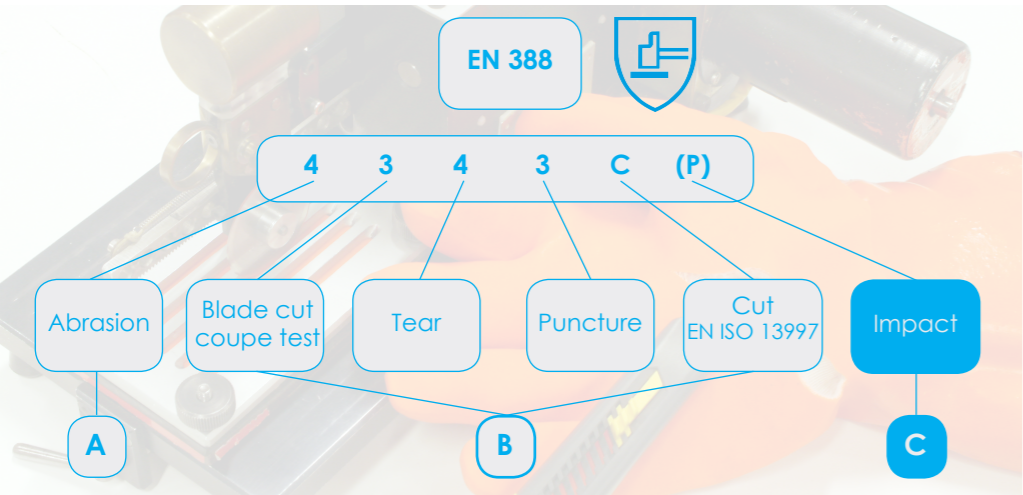 EN 388
4 3 4 3 C (P)
Abrasion
Blade cut
coupe test
Tear
Puncture
Cut
EN ISO 13997
Impact
A
B
C